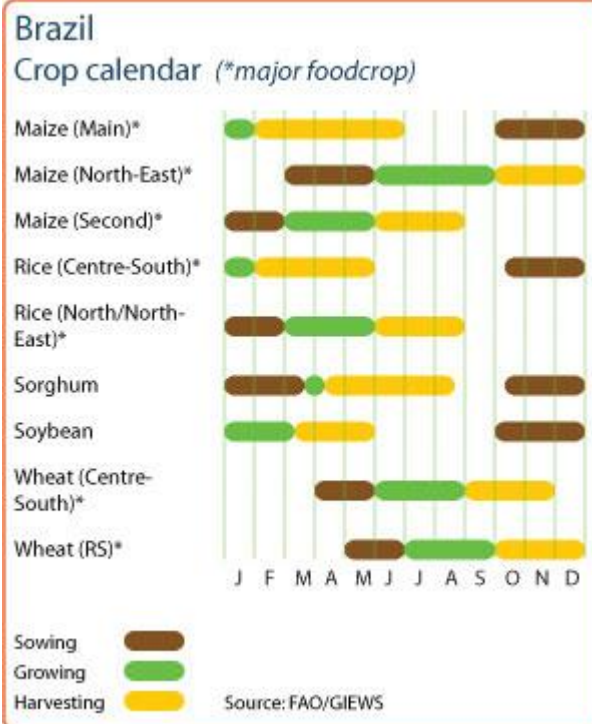 Brazil
Crop calendar (*major foodcrop)
Maize (Main)*
Maize (North-East)*
Maize (Second)*
Rice (Centre-South)*
Rice (North/North-
East)*
Sorghum
Soybean
Wheat (Centre-
South)*
Wheat (RS)*
J F M A M J J A S O N D
Sowing
Growing
Harvesting
Source: FAO/GIEWS